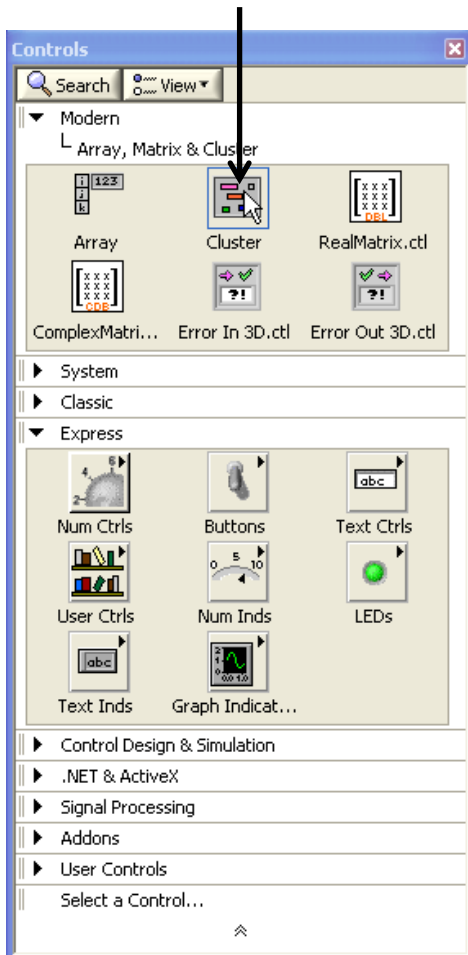 Controls
Search View
Modern
Array, Matrix & Cluster
Array Cluster RealMatrix.ctl
ComplexMatri... Error In 3D.ctl Error Out 3D.ctl
System
Classic
Express
Num Ctrls Buttons Text Ctrls
User Ctrls Num Inds LEDs
Text Inds Graph Indicat...
Control Design & Simulation
.NET & ActiveX
Signal Processing
Addons
User Controls
Select a Control...